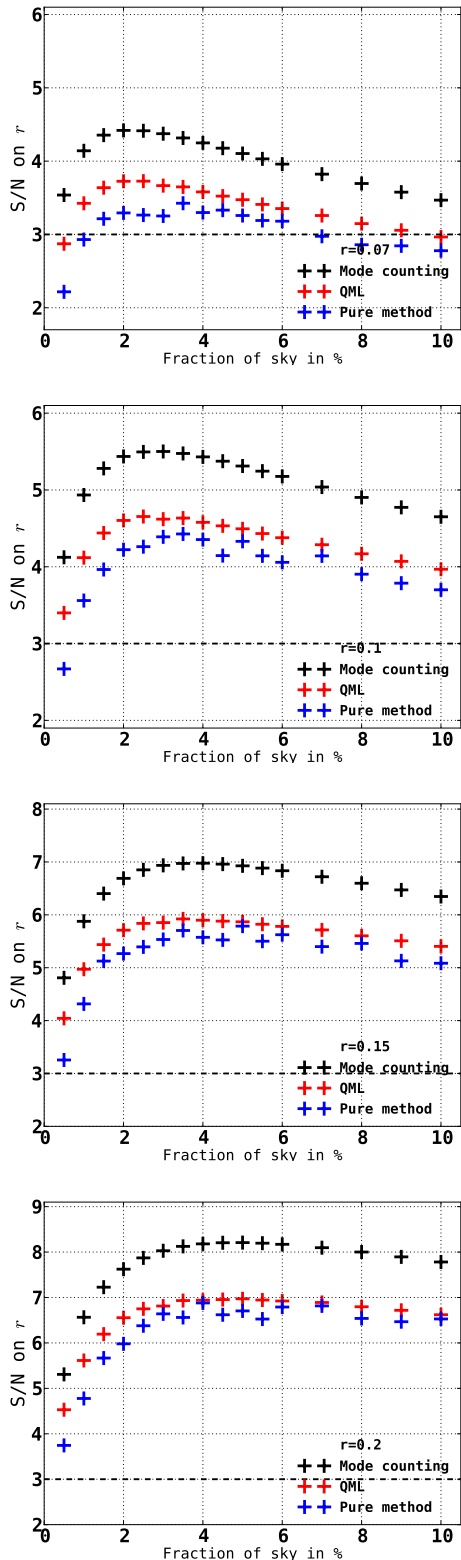 6
5
4
3
2
S/N on r
r=0.07
Mode counting
QML
Pure method
0 2 4 6 8 10
Fraction of sky in %
6
5
4
3
2
S/N on r
r=0.1
Mode counting
QML
Pure method
0 2 4 6 8 10
Fraction of sky in %
8
7
6
5
4
3
2
S/N on r
r=0.15
Mode counting
QML
Pure method
0 2 4 6 8 10
Fraction of sky in %
9
8
7
6
5
4
3
2
S/N on r
r=0.2
Mode counting
QML
Pure method
0 2 4 6 8 10
Fraction of sky in %